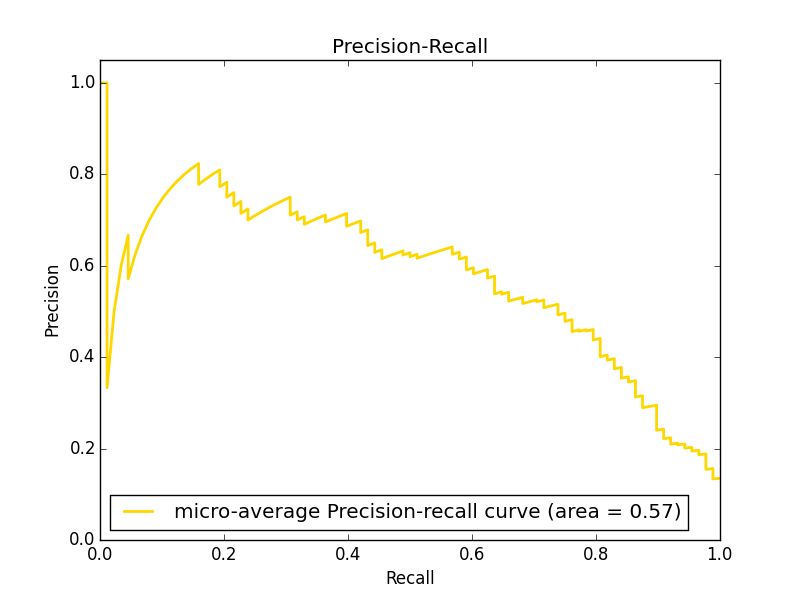 Precision-Recall
1.0
0.8
0.6
0.4
0.2
0.0
Precision
micro-average Precision-recall curve (area = 0.57)
0.0 0.2 0.4 0.6 0.8 1.0
Recall